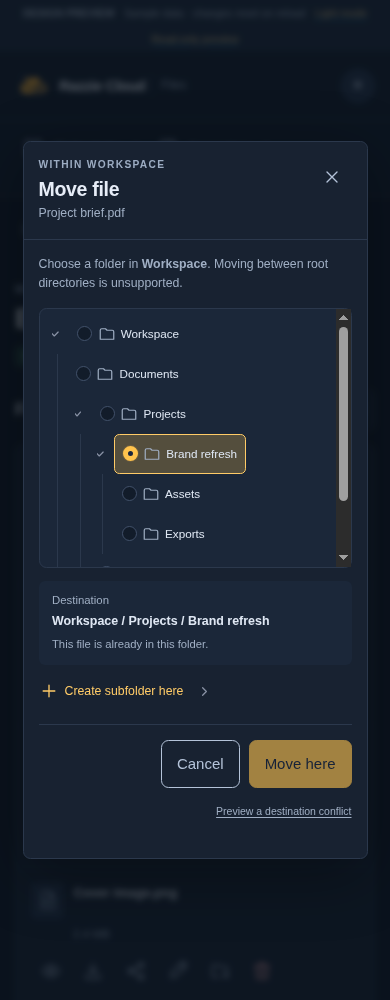 WITHIN WORKSPACE
Move file
Project brief.pdf
Choose a folder in Workspace. Moving between root
directories is unsupported.
Workspace
Documents
Projects
Brand refresh
Assets
Exports
Destination
Workspace / Projects / Brand refresh
This file is already in this folder.
Create subfolder here
Cancel
Move here
Preview a destination conflict